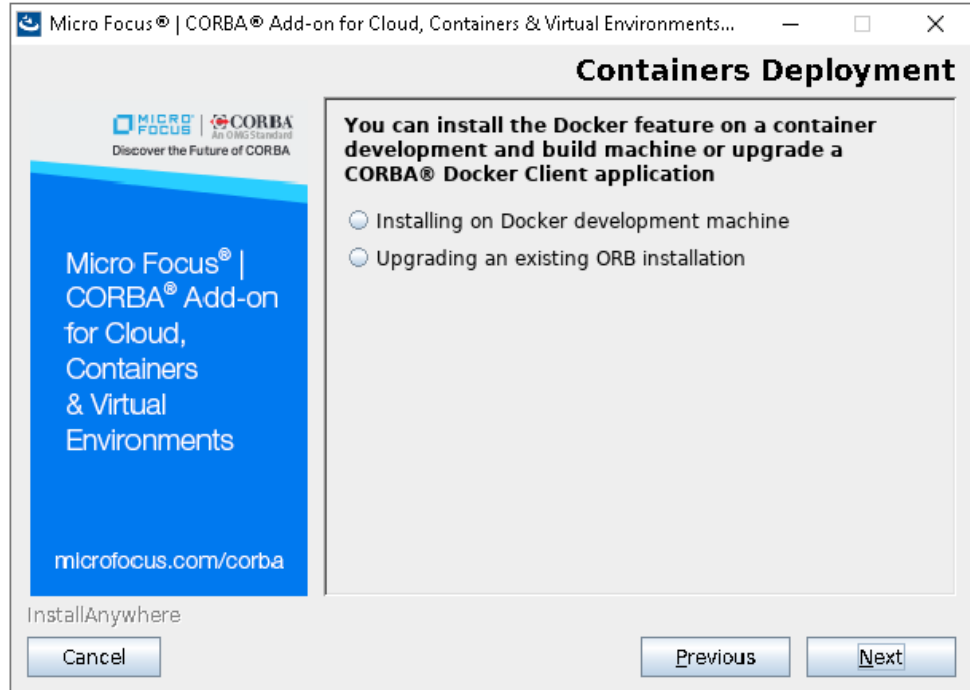 Micro Focus® | CORBA® Add-on for Cloud, Containers & Virtual Environments...
Containers Deployment
MICRO FOCUS | CORBA
An OMG Standard
Discover the Future of CORBA
Micro Focus® |
CORBA® Add-on
for Cloud,
Containers
& Virtual
Environments
microfocus.com/corba
You can install the Docker feature on a container
development and build machine or upgrade a
CORBA® Docker Client application
Installing on Docker development machine
Upgrading an existing ORB installation
InstallAnywhere
Cancel
Previous
Next